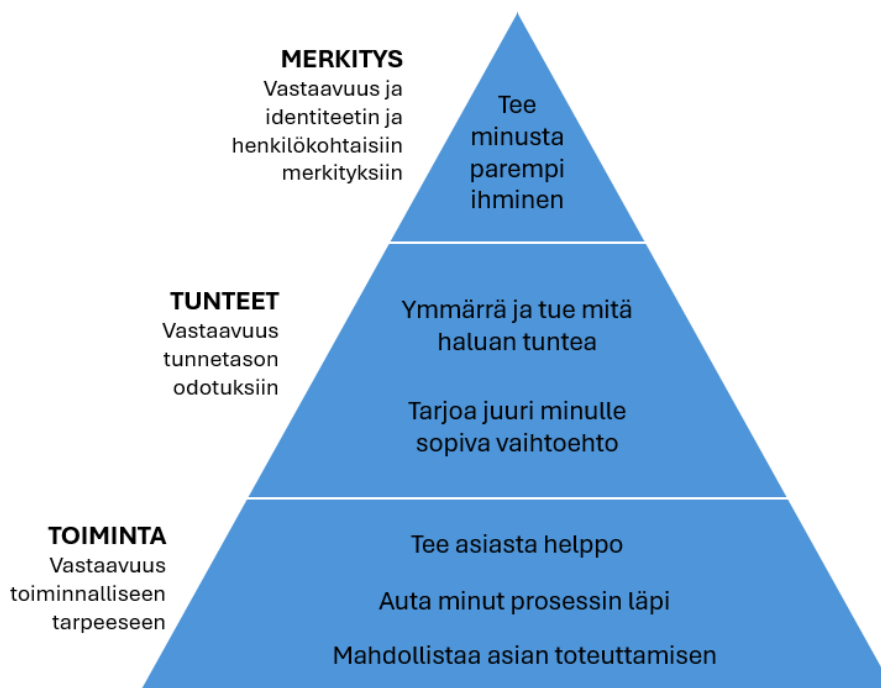 MERKITYS
Vastaavuus ja
identiteetin ja
henkilökohtaisiin
merkityksiin
Tee
minusta
parempi
ihminen
TUNTEET
Vastaavuus
tunnetason
odotuksiin
Ymmärrä ja tue mitä
haluan tuntea
Tarjoa juuri minulle
sopiva vaihtoehto
TOIMINTA
Vastaavuus
toiminnalliseen
tarpeeseen
Tee asiasta helppo
Auta minut prosessin läpi
Mahdollistaa asian toteuttamisen